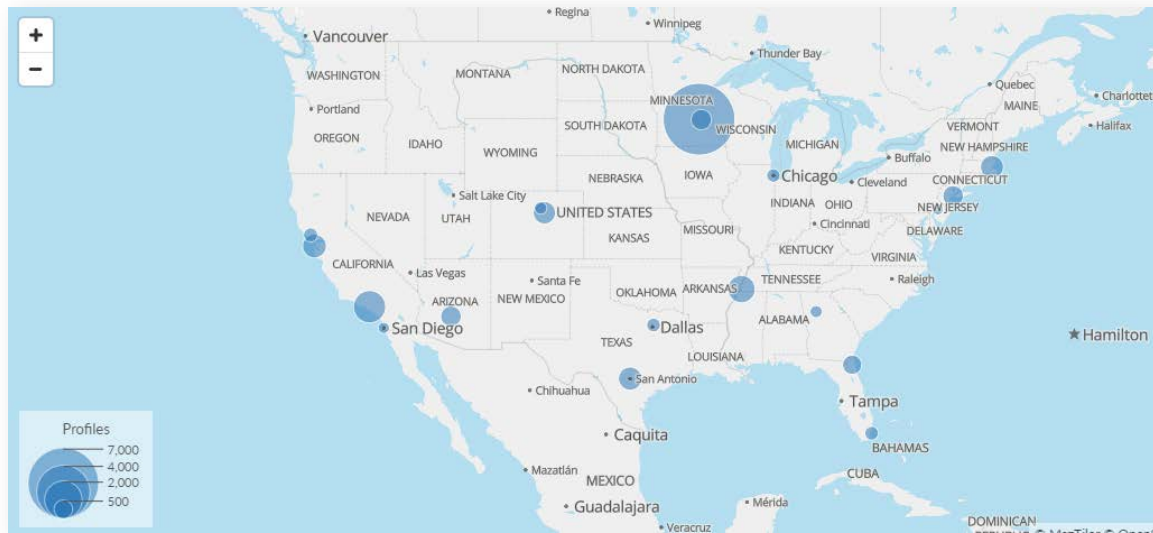 +
−
Regina
Winnipeg
Vancouver
Thunder Bay
WASHINGTON
MONTANA
NORTH DAKOTA
Quebec
Charlottet
MAINE
MINNESOTA
Portland
OREGON
IDAHO
SOUTH DAKOTA
WISCONSIN
VERMONT
Halifax
WYOMING
MICHIGAN
NEW HAMPSHIRE
Buffalo
NEBRASKA
IOWA
Chicago
Cleveland
CONNECTICUT
Salt Lake City
NEVADA
UTAH
UNITED STATES
INDIANA
OHIO
NEW JERSEY
KANSAS
MISSOURI
Cincinnati
DELAWARE
KENTUCKY
VIRGINIA
CALIFORNIA
Las Vegas
Santa Fe
TENNESSEE
Raleigh
ARIZONA
NEW MEXICO
OKLAHOMA
ARKANSAS
San Diego
Dallas
ALABAMA
Hamilton
TEXAS
LOUISIANA
Chihuahua
San Antonio
Tampa
Profiles
7,000
4,000
2,000
500
Caquita
BAHAMAS
Mazatlán
MEXICO
CUBA
Guadalajara
Mérida
Veracruz
DOMINICAN
© MapTiler ©